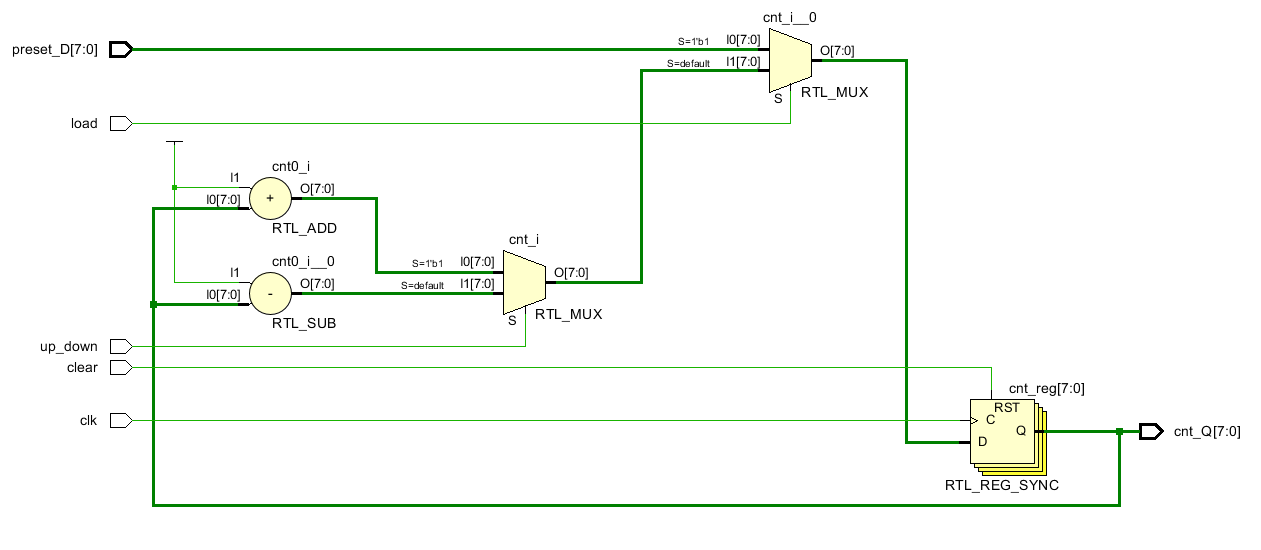 cnt_i__0
preset_D[7:0]
S=1'b1 I0[7:0]
O[7:0]
S=default I1[7:0]
S
RTL_MUX
load
cnt0_i
I1
O[7:0]
I0[7:0]
+
RTL_ADD
cnt_i
cnt0_i__0
S=1'b1 I0[7:0]
I1
O[7:0]
O[7:0]
S=default I1[7:0]
I0[7:0]
-
RTL_SUB
S
RTL_MUX
up_down
clear
cnt_reg[7:0]
RST
clk
C
Q
cnt_Q[7:0]
D
RTL_REG_SYNC